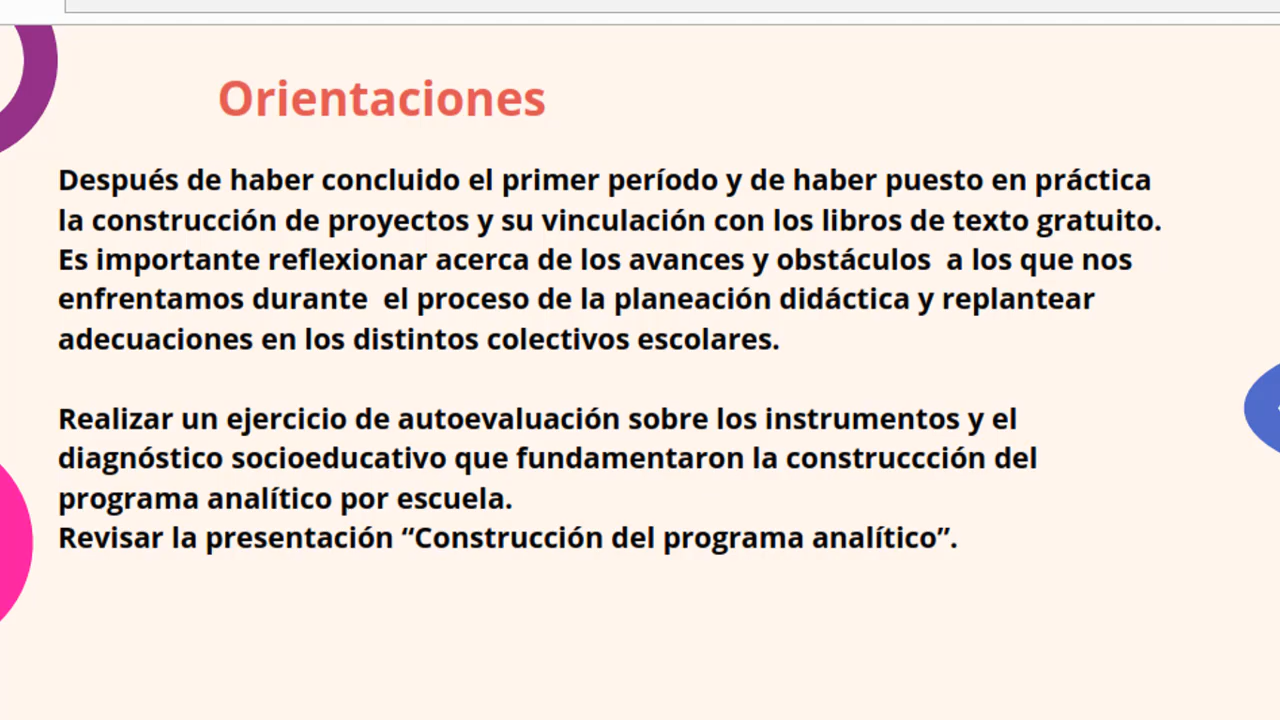 Orientaciones
Después de haber concluido el primer período y de haber puesto en práctica
la construcción de proyectos y su vinculación con los libros de texto gratuito.
Es importante reflexionar acerca de los avances y obstáculos  a los que nos
enfrentamos durante  el proceso de la planeación didáctica y replantear
adecuaciones en los distintos colectivos escolares.
Realizar un ejercicio de autoevaluación sobre los instrumentos y el
diagnóstico socioeducativo que fundamentaron la construccción del
programa analítico por escuela.
Revisar la presentación “Construcción del programa analítico”.